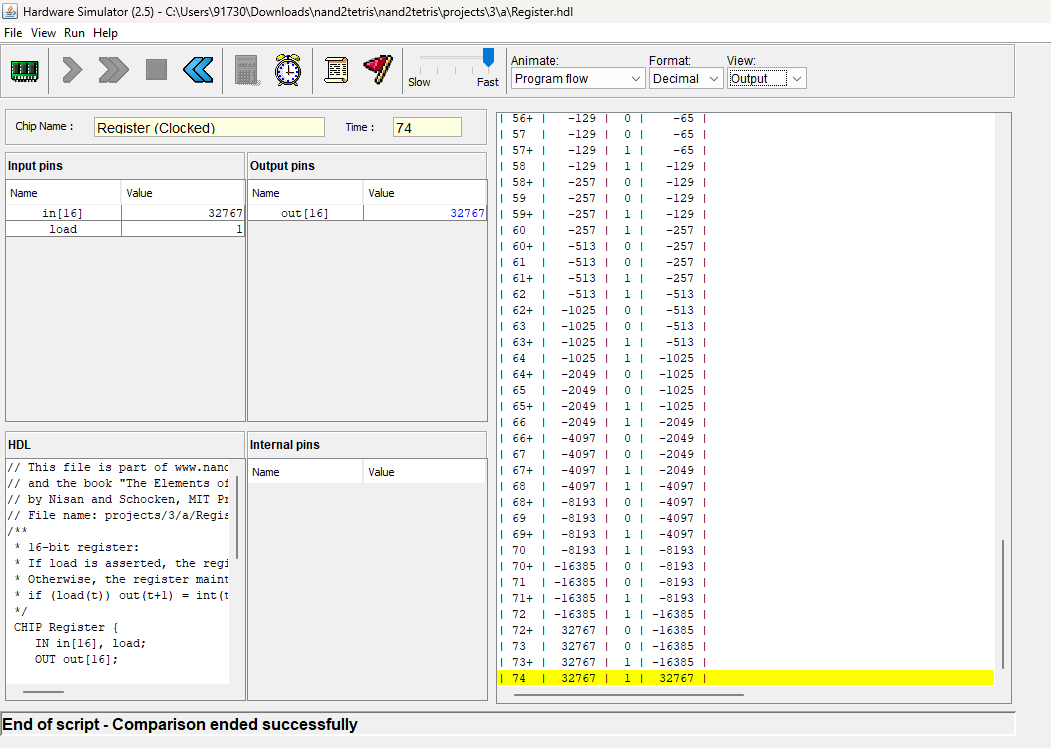 Hardware Simulator (2.5) - C:\Users\91730\Downloads\nand2tetris\nand2tetris\projects\3\a\Register.hdl
File View Run Help
Slow Fast
Animate: Format: View:
Program flow Decimal Output
Chip Name : Register (Clocked) Time : 74
Input pins
Name Value
in[16] 32767
load 1
Output pins
Name Value
out[16] 32767
HDL
// This file is part of www.nand
// and the book "The Elements of
// by Nisan and Schocken, MIT Pr
// File name: projects/3/a/Regis
/**
* 16-bit register:
* If load is asserted, the regi
* Otherwise, the register maint
* if (load(t)) out(t+1) = int(t
*/
CHIP Register {
IN in[16], load;
OUT out[16];
Internal pins
Name Value
| 56+ | -129 | 0 | -65 |
| 57 | -129 | 0 | -65 |
| 57+ | -129 | 1 | -65 |
| 58 | -129 | 1 | -129 |
| 58+ | -257 | 0 | -129 |
| 59 | -257 | 0 | -129 |
| 59+ | -257 | 1 | -129 |
| 60 | -257 | 1 | -257 |
| 60+ | -513 | 0 | -257 |
| 61 | -513 | 0 | -257 |
| 61+ | -513 | 1 | -257 |
| 62 | -513 | 1 | -513 |
| 62+ | -1025 | 0 | -513 |
| 63 | -1025 | 0 | -513 |
| 63+ | -1025 | 1 | -513 |
| 64 | -1025 | 1 | -1025 |
| 64+ | -2049 | 0 | -1025 |
| 65 | -2049 | 0 | -1025 |
| 65+ | -2049 | 1 | -1025 |
| 66 | -2049 | 1 | -2049 |
| 66+ | -4097 | 0 | -2049 |
| 67 | -4097 | 0 | -2049 |
| 67+ | -4097 | 1 | -2049 |
| 68 | -4097 | 1 | -4097 |
| 68+ | -8193 | 0 | -4097 |
| 69 | -8193 | 0 | -4097 |
| 69+ | -8193 | 1 | -4097 |
| 70 | -8193 | 1 | -8193 |
| 70+ | -16385 | 0 | -8193 |
| 71 | -16385 | 0 | -8193 |
| 71+ | -16385 | 1 | -8193 |
| 72 | -16385 | 1 | -16385 |
| 72+ | 32767 | 0 | -16385 |
| 73 | 32767 | 0 | -16385 |
| 73+ | 32767 | 1 | -16385 |
| 74 | 32767 | 1 | 32767 |
End of script - Comparison ended successfully